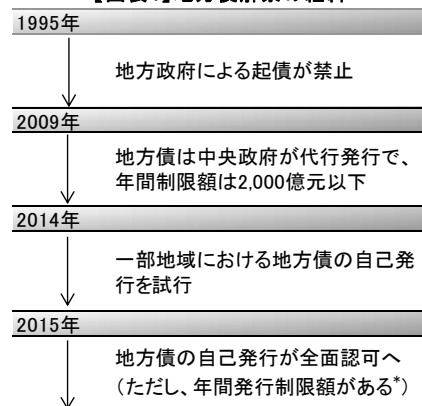 1995年
地方政府による起債が禁止
2009年
地方債は中央政府が代行発行で、
年間制限額は2,000億元以下
2014年
一部地域における地方債の自己発
行を試行
2015年
地方債の自己発行が全面認可へ
(ただし、年間発行制限額がある*)